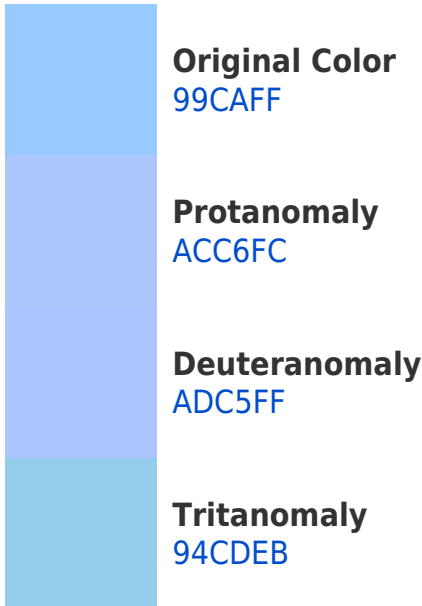 Original Color
99CAFF
Protanomaly
ACC6FC
Deuteranomaly
ADC5FF
Tritanomaly
94CDEB